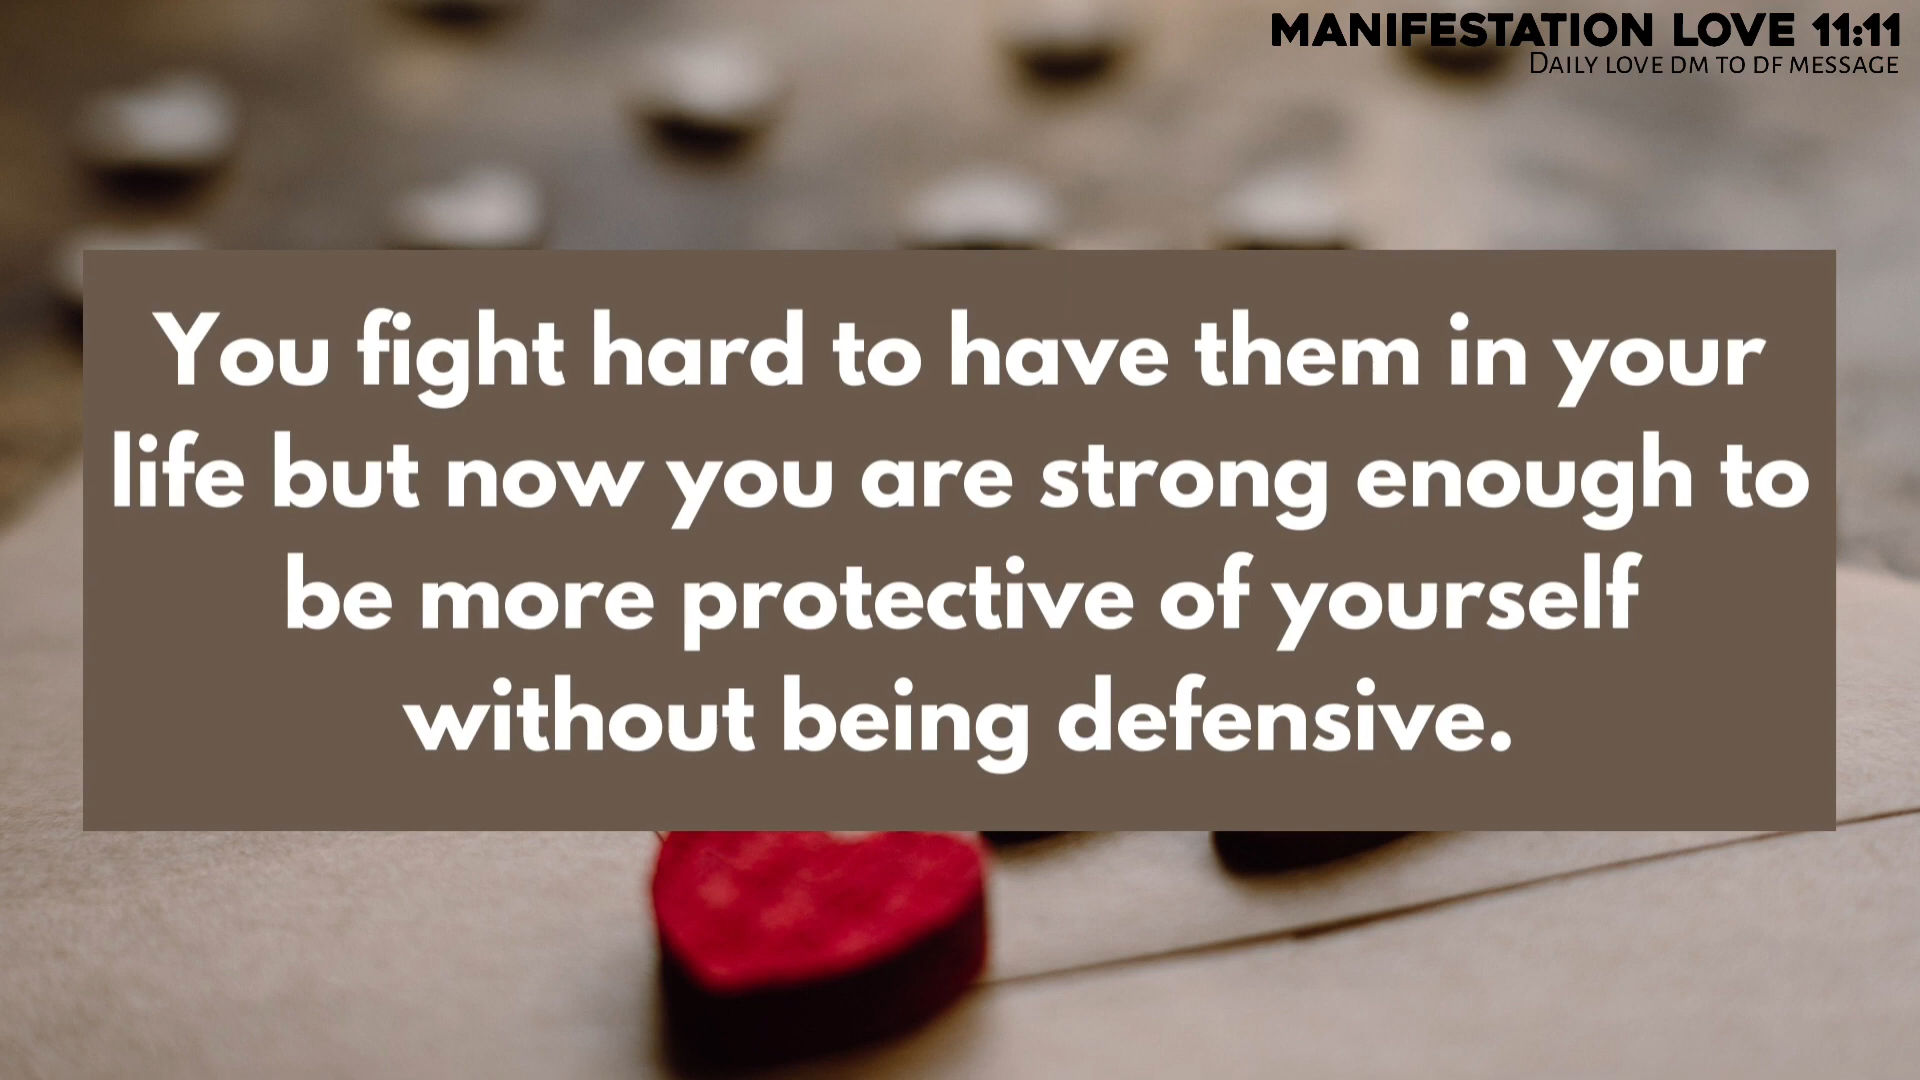 MANIFESTATION LOVE 11:11
DAILY LOVE DM TO DF MESSAGE
You fight hard to have them in your
life but now you are strong enough to
be more protective of yourself
without being defensive.